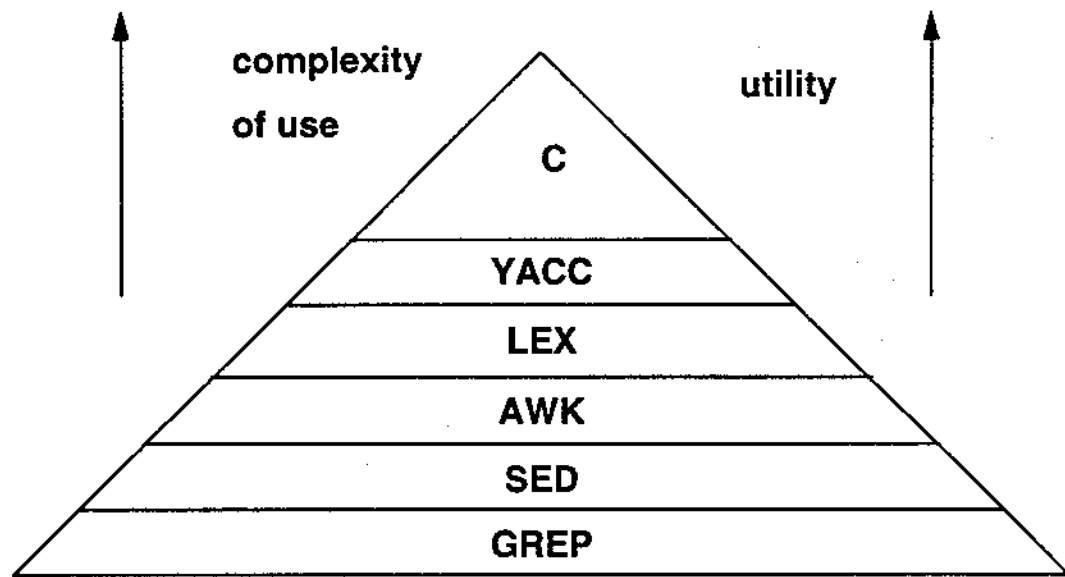 complexity
of use
utility
C
YACC
LEX
AWK
SED
GREP